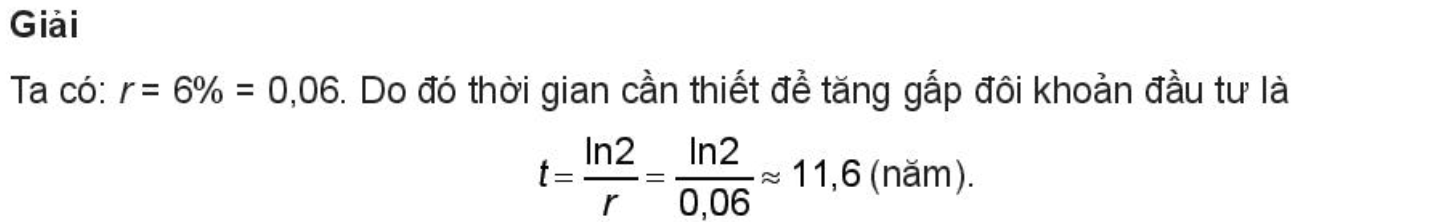 Giải
Ta có: r = 6% = 0,06. Do đó thời gian cần thiết để tăng gấp đôi khoản đầu tư là
t = ln2/r = ln2/0,06 ≈ 11,6 (năm).